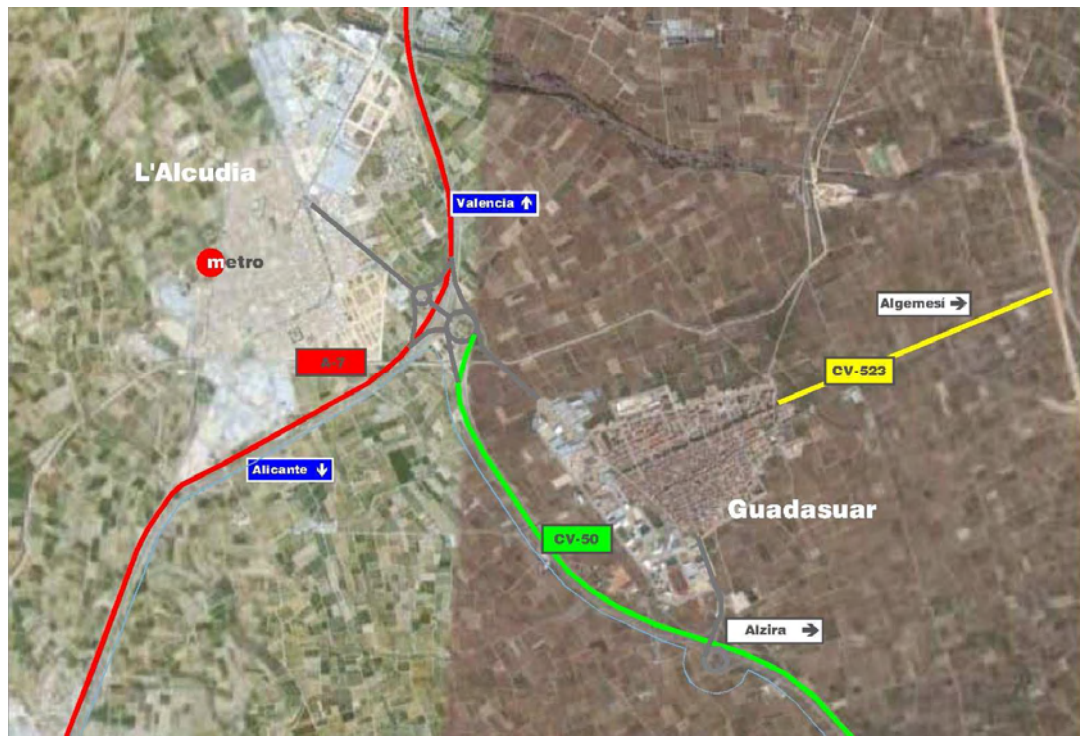 L'Alcudia
Valencia ↑
metro
Algemesí →
A-7
CV-523
Alicante ↓
Guadasuar
CV-50
Alzira →